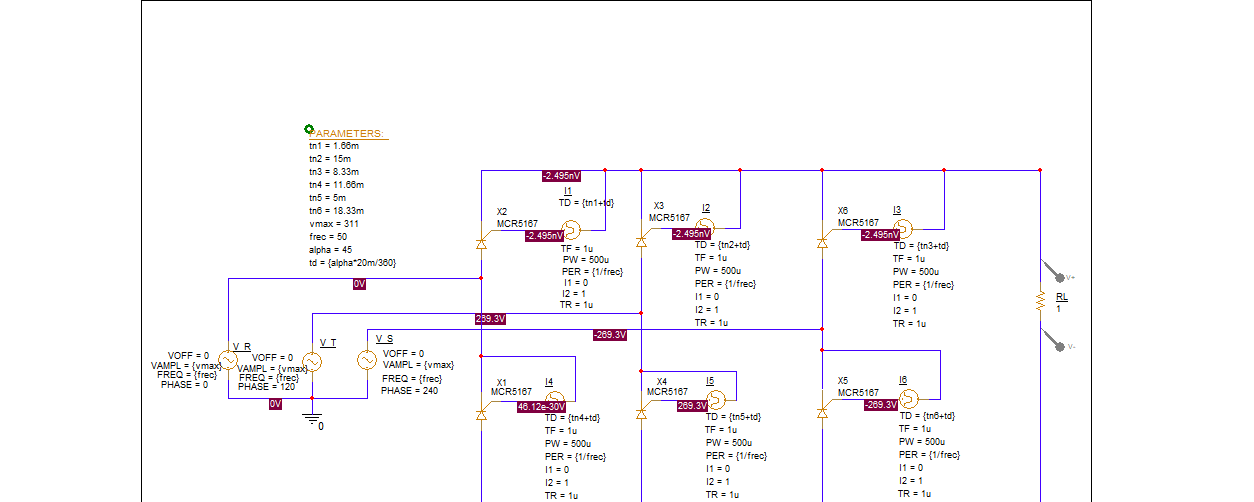 PARAMETERS:
tn1 = 1.66m
tn2 = 15m
tn3 = 8.33m
tn4 = 11.66m
tn5 = 5m
tn6 = 18.33m
vmax = 311
frec = 50
alpha = 45
td = {alpha*20m/360}
-2.495nV
I1
TD = {tn1+td}
X2
MCR5167
-2.495nV
TF = 1u
PW = 500u
PER = {1/frec}
I1 = 0
I2 = 1
TR = 1u
X3
MCR5167
I2
-2.495nV
TD = {tn2+td}
TF = 1u
PW = 500u
PER = {1/frec}
I1 = 0
I2 = 1
TR = 1u
X6
MCR5167
I3
-2.495nV
TD = {tn3+td}
TF = 1u
PW = 500u
PER = {1/frec}
I1 = 0
I2 = 1
TR = 1u
V+
RL
1
V-
0V
269.3V
-269.3V
V_R
VOFF = 0
VAMPL = {vmax}
FREQ = {frec}
PHASE = 0
V_T
VOFF = 0
VAMPL = {vmax}
FREQ = {frec}
PHASE = 120
V_S
VOFF = 0
VAMPL = {vmax}
FREQ = {frec}
PHASE = 240
0V
0
X1
MCR5167
I4
46.12e-30V
TD = {tn4+td}
TF = 1u
PW = 500u
PER = {1/frec}
I1 = 0
I2 = 1
TR = 1u
X4
MCR5167
I5
269.3V
TD = {tn5+td}
TF = 1u
PW = 500u
PER = {1/frec}
I1 = 0
I2 = 1
TR = 1u
X5
MCR5167
I6
-269.3V
TD = {tn6+td}
TF = 1u
PW = 500u
PER = {1/frec}
I1 = 0
I2 = 1
TR = 1u